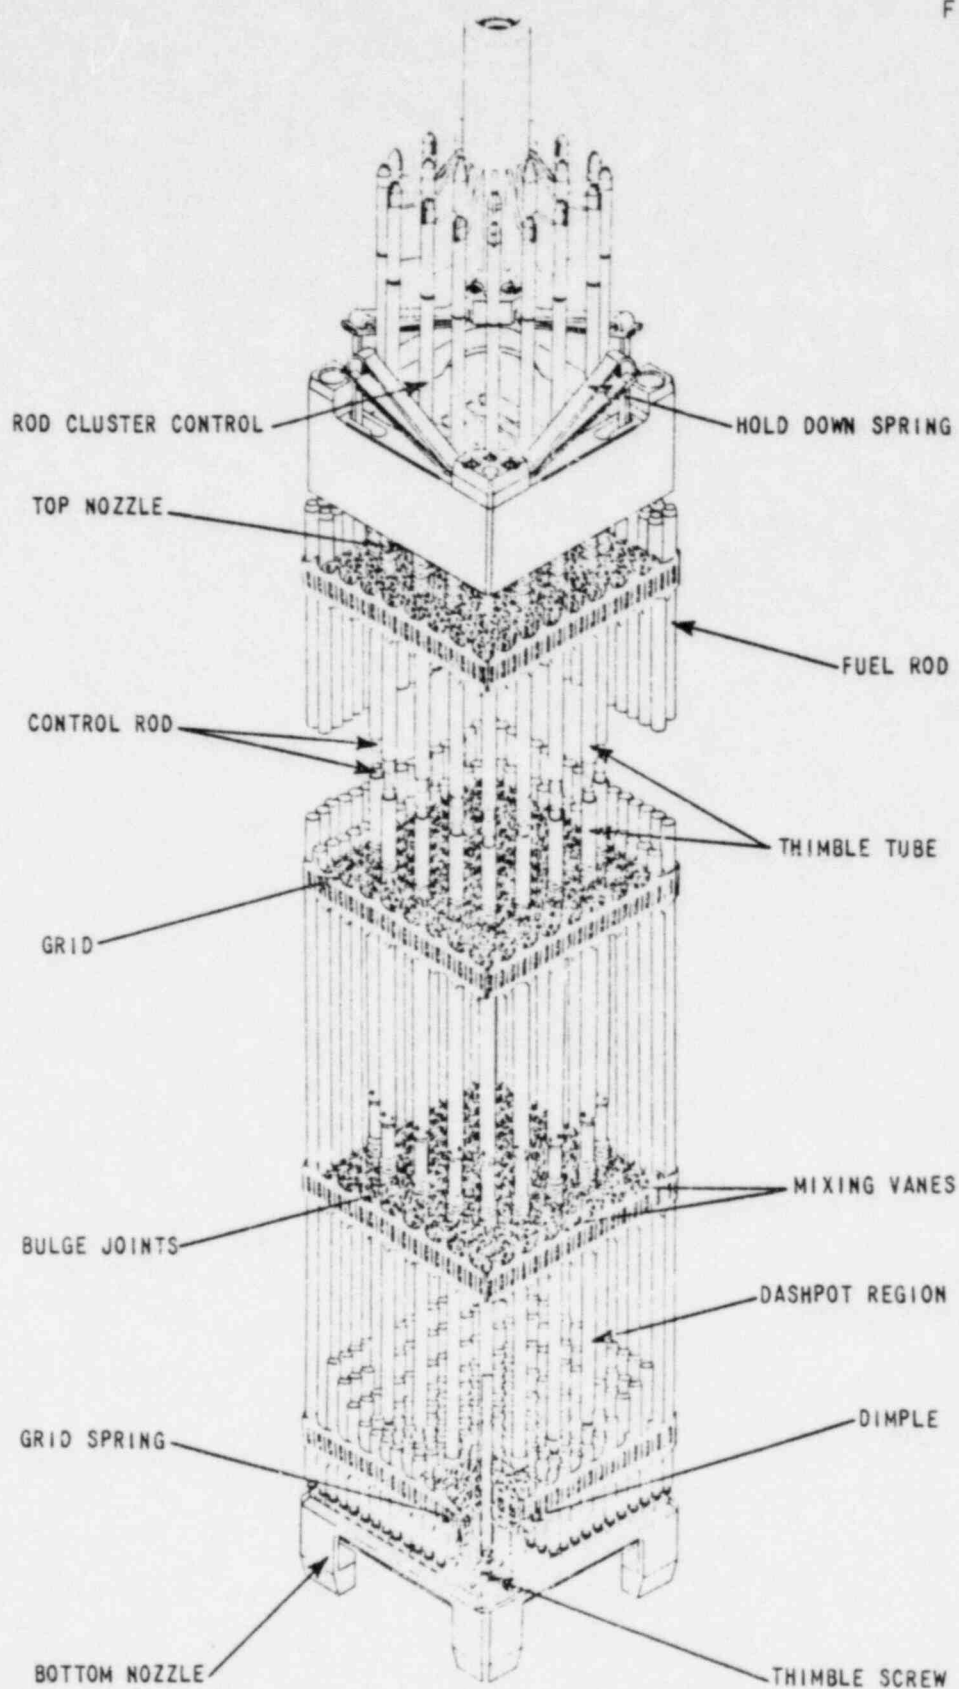 F
ROD CLUSTER CONTROL
HOLD DOWN SPRING
TOP NOZZLE
FUEL ROD
CONTROL ROD
THIMBLE TUBE
GRID
MIXING VANES
BULGE JOINTS
DASHPOT REGION
DIMPLE
GRID SPRING
BOTTOM NOZZLE
THIMBLE SCREW